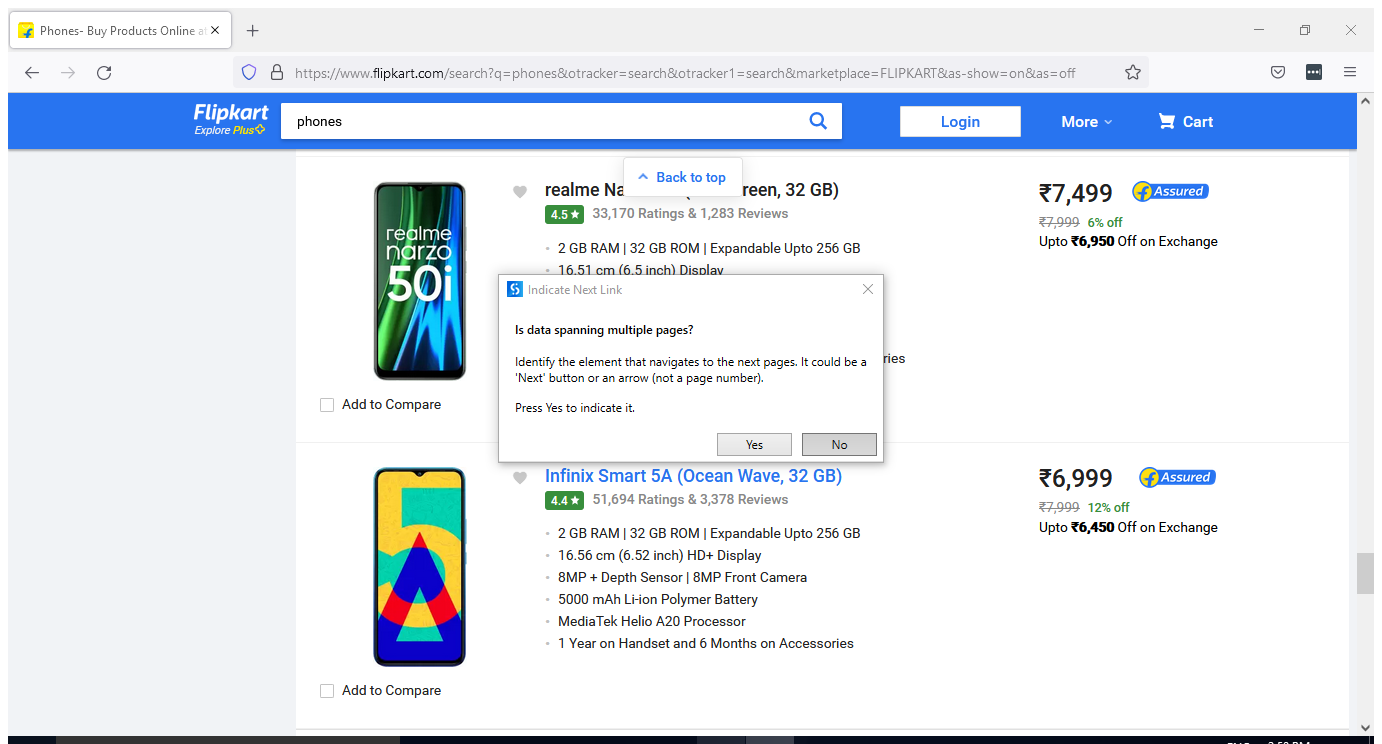 Phones- Buy Products Online at
https://www.flipkart.com/search?q=phones&otracker=search&otracker1=search&marketplace=FLIPKART&as-show=on&as=off
Flipkart
Explore Plus
phones
Login
More
Cart
Back to top
realme Na reen, 32 GB)
4.5★ 33,170 Ratings & 1,283 Reviews
• 2 GB RAM | 32 GB ROM | Expandable Upto 256 GB
• 16.51 cm (6.5 inch) Display
ries
₹7,499 Assured
₹7,999 6% off
Upto ₹6,950 Off on Exchange
realme
narzo
50i
Add to Compare
Indicate Next Link
Is data spanning multiple pages?
Identify the element that navigates to the next pages. It could be a
'Next' button or an arrow (not a page number).
Press Yes to indicate it.
Yes No
Infinix Smart 5A (Ocean Wave, 32 GB)
4.4★ 51,694 Ratings & 3,378 Reviews
• 2 GB RAM | 32 GB ROM | Expandable Upto 256 GB
• 16.56 cm (6.52 inch) HD+ Display
• 8MP + Depth Sensor | 8MP Front Camera
• 5000 mAh Li-ion Polymer Battery
• MediaTek Helio A20 Processor
• 1 Year on Handset and 6 Months on Accessories
₹6,999 Assured
₹7,999 12% off
Upto ₹6,450 Off on Exchange
Add to Compare